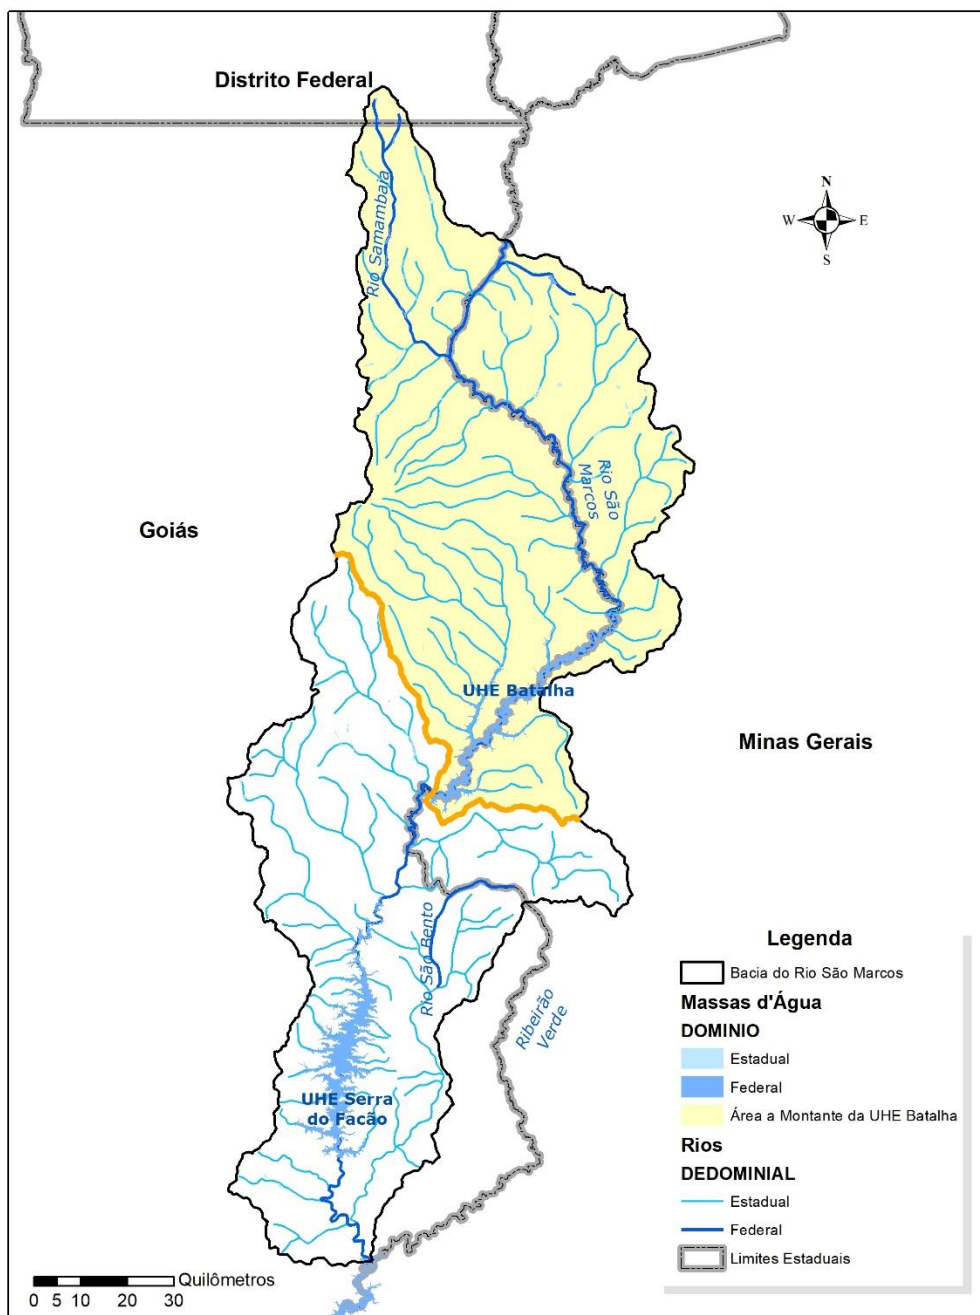 Distrito Federal
N
W E
S
Rio Samambaia
Rio São
Marcos
Goiás
UHE Batalha
Minas Gerais
Rio São Bento
Ribeirão
Verde
UHE Serra
do Facão
Legenda
Bacia do Rio São Marcos
Massas d'Água
DOMINIO
Estadual
Federal
Área a Montante da UHE Batalha
Rios
DEDOMINIAL
Estadual
Federal
Limites Estaduais
Quilômetros
0 5 10 20 30